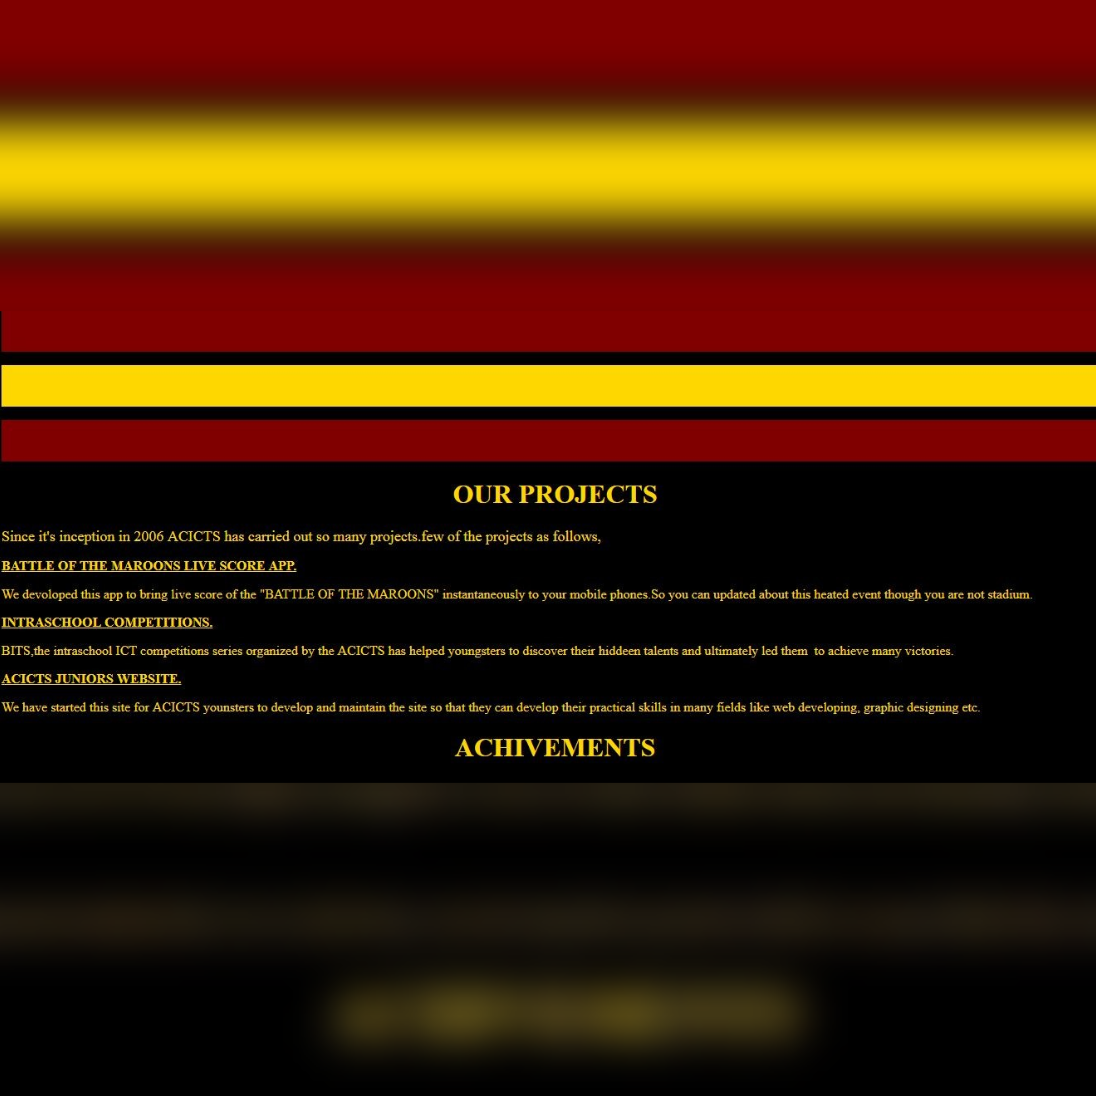 OUR PROJECTS
Since it's inception in 2006 ACICTS has carried out so many projects.few of the projects as follows,
BATTLE OF THE MAROONS LIVE SCORE APP.
We devoloped this app to bring live score of the "BATTLE OF THE MAROONS" instantaneously to your mobile phones.So you can updated about this heated event though you are not stadium.
INTRASCHOOL COMPETITIONS.
BITS,the intraschool ICT competitions series organized by the ACICTS has helped youngsters to discover their hiddeen talents and ultimately led them  to achieve many victories.
ACICTS JUNIORS WEBSITE.
We have started this site for ACICTS younsters to develop and maintain the site so that they can develop their practical skills in many fields like web developing, graphic designing etc.
ACHIVEMENTS